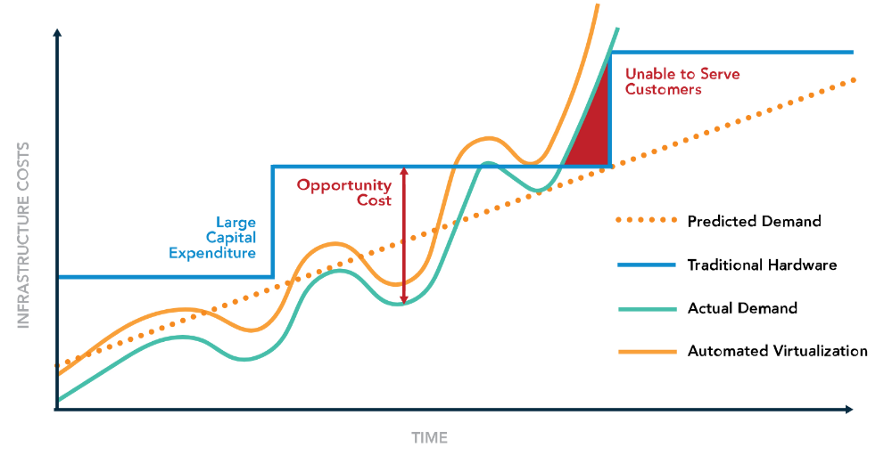 Unable to Serve
Customers
Opportunity
Cost
Large
Capital
Expenditure
INFRASTRUCTURE COSTS
Predicted Demand
Traditional Hardware
Actual Demand
Automated Virtualization
TIME